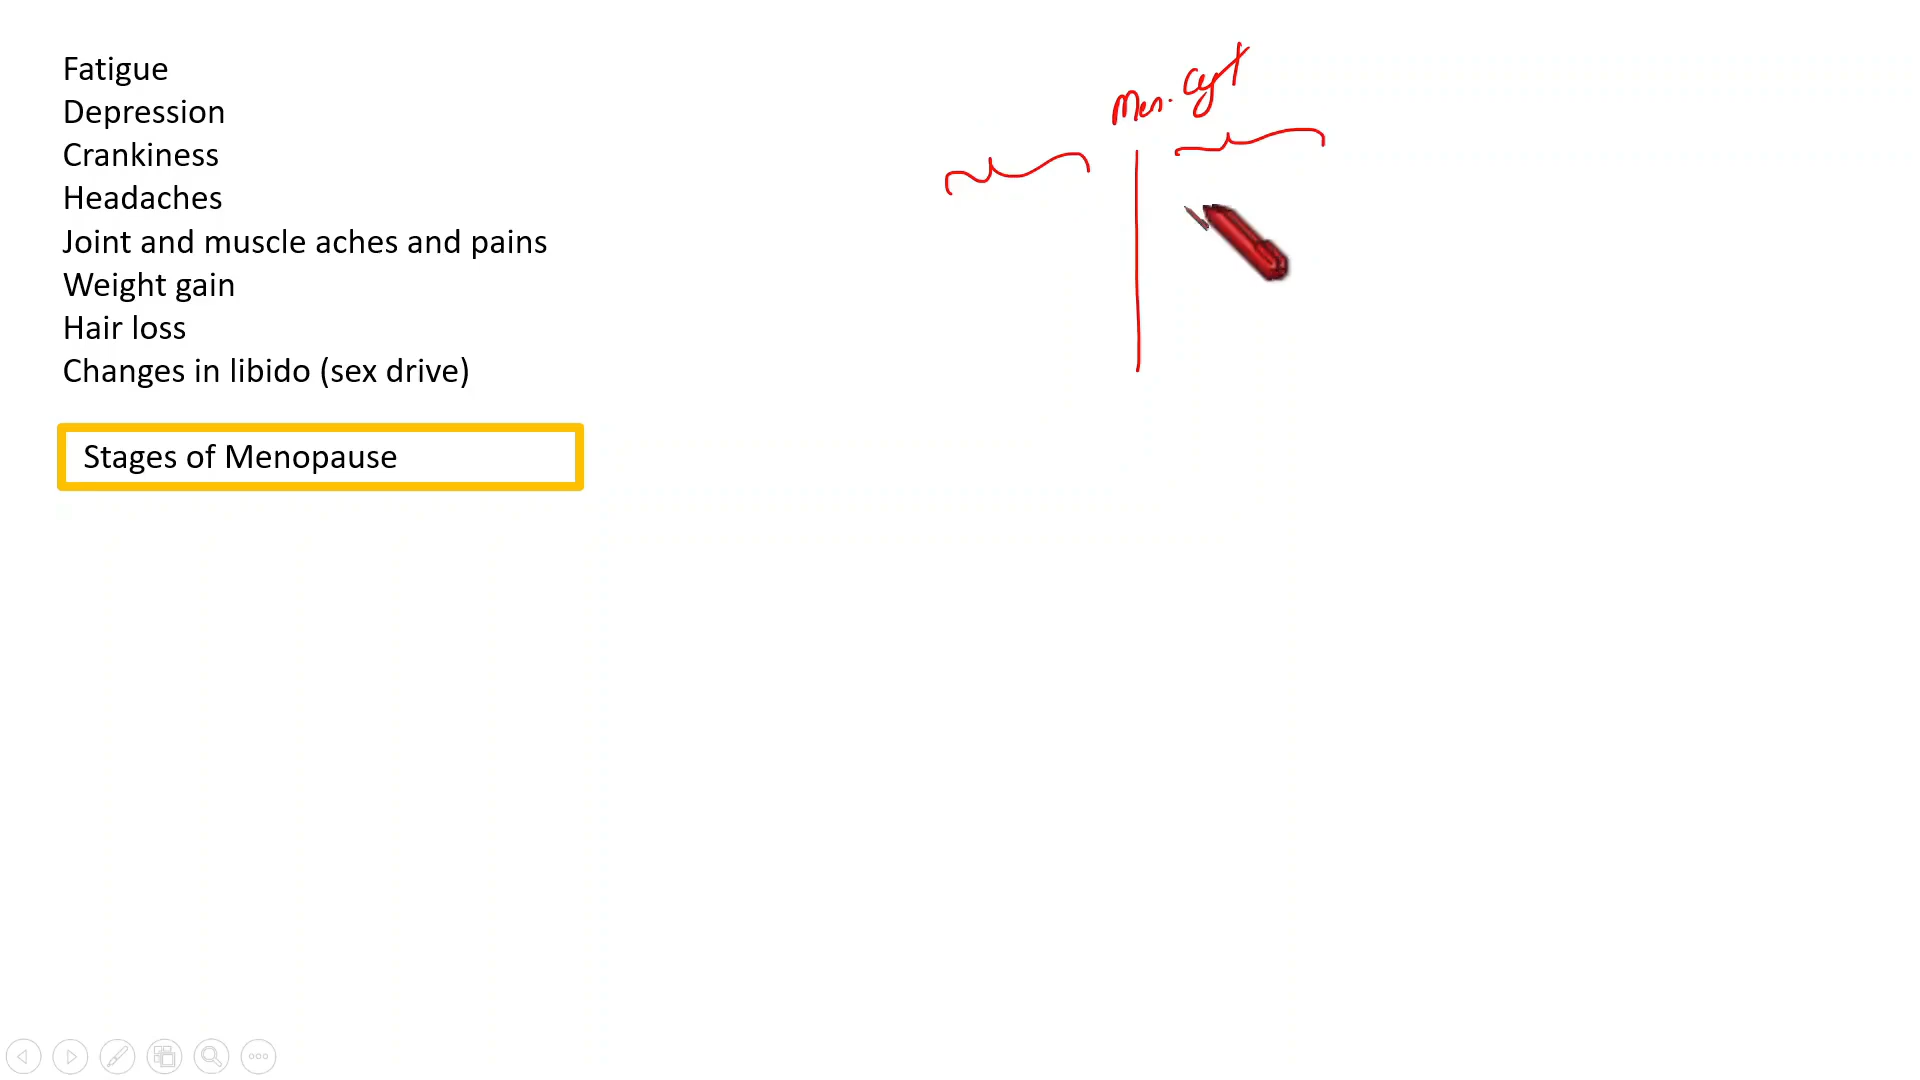 Fatigue
Depression
Crankiness
Headaches
Joint and muscle aches and pains
Weight gain
Hair loss
Changes in libido (sex drive)
Stages of Menopause
Men.